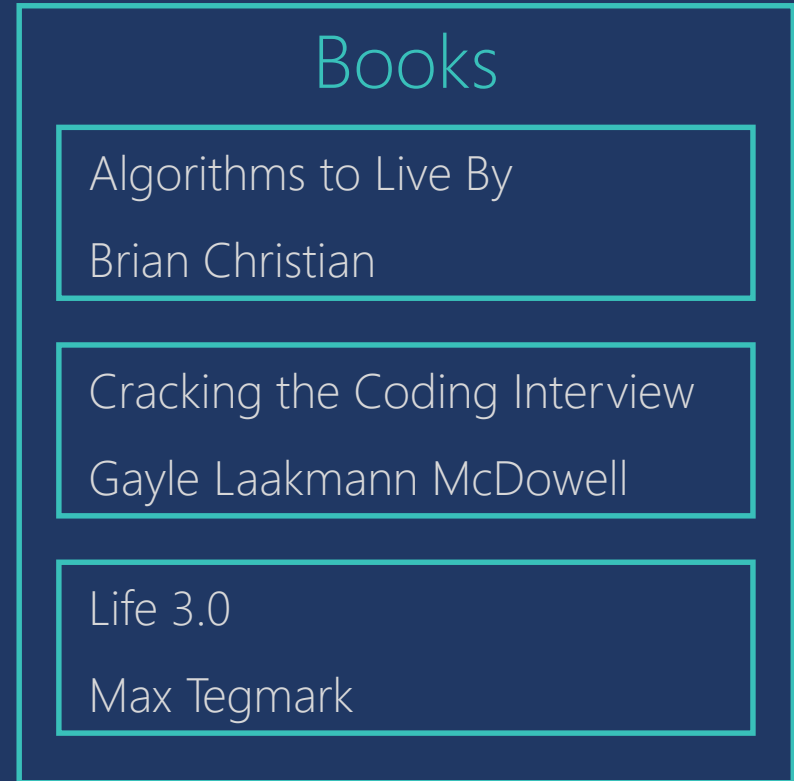 Books
Algorithms to Live By
Brian Christian
Cracking the Coding Interview
Gayle Laakmann McDowell
Life 3.0
Max Tegmark